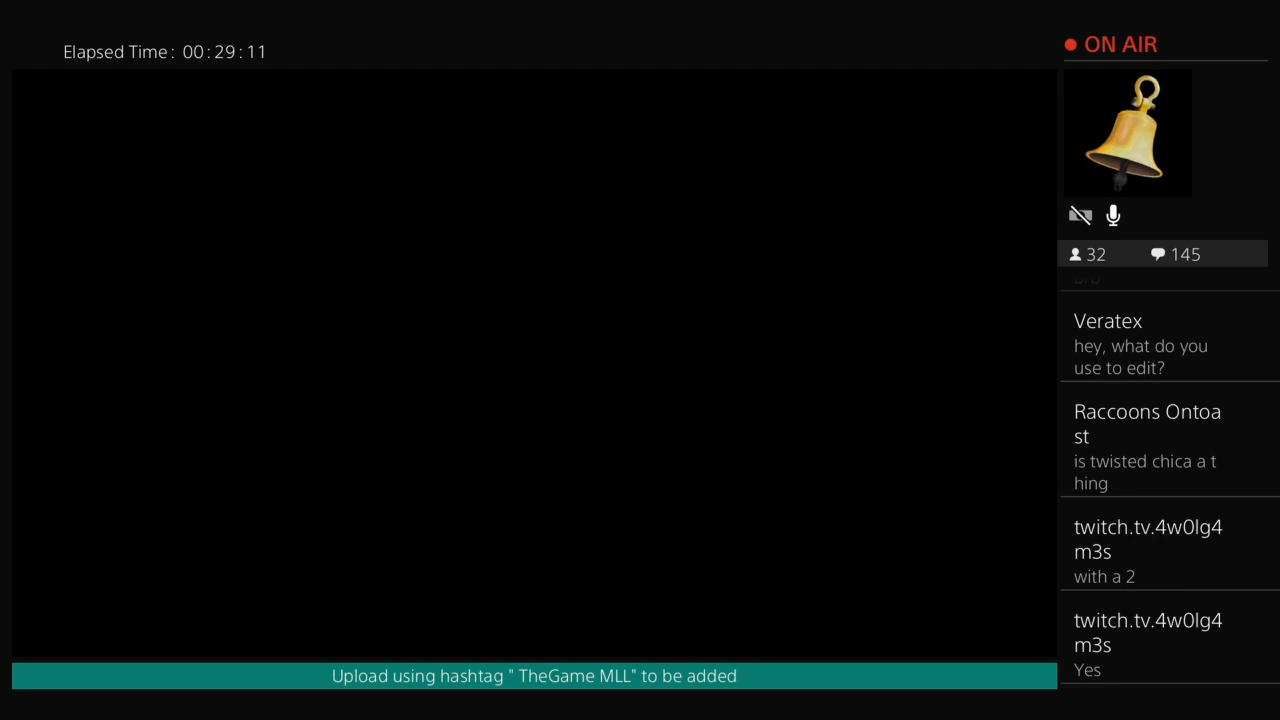 Elapsed Time: 00:29:11
ON AIR
32 145
Veratex
hey, what do you
use to edit?
Raccoons Ontoa
st
is twisted chica a t
hing
twitch.tv.4w0lg4
m3s
with a 2
twitch.tv.4w0lg4
m3s
Yes
Upload using hashtag " TheGame MLL" to be added